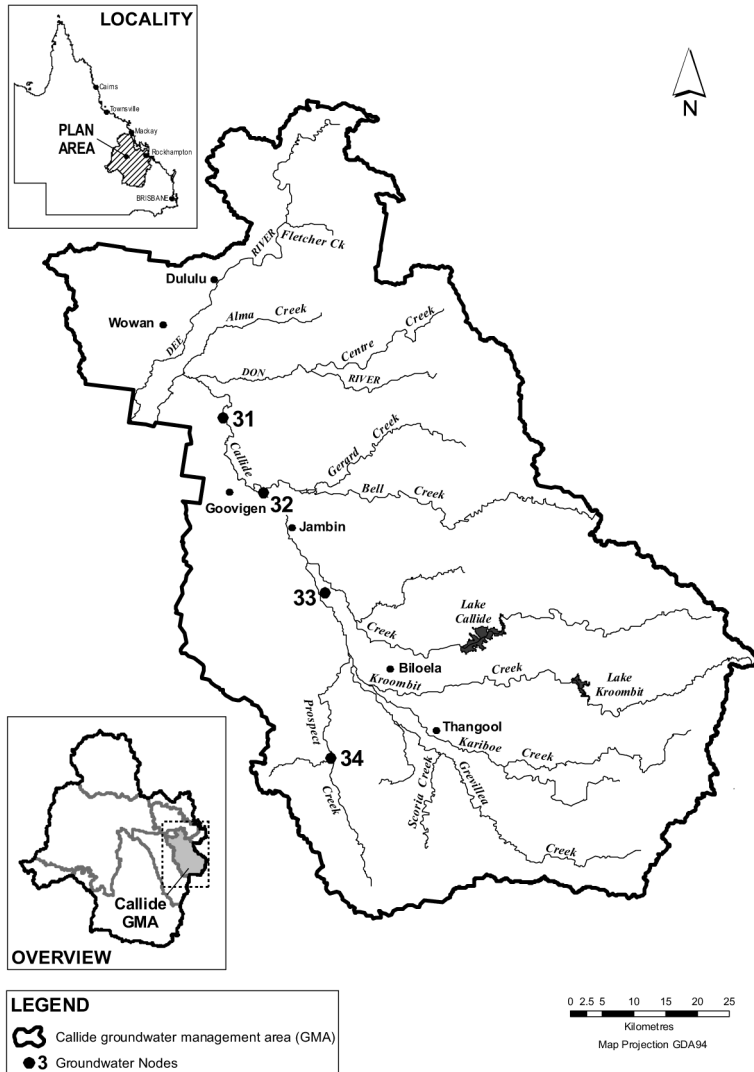 LOCALITY
Cairns
Townsville
Mackay
PLAN
AREA
Rockhampton
BRISBANE
N
Fletcher Ck
RIVER
Dululu
Wowan
Alma Creek
DEE
Centre Creek
DON RIVER
31
Callide
Gerard Creek
Bell Creek
Goovigen
32
Jambin
33
Lake
Callide
Creek
Biloela
Kroombit Creek
Lake
Kroombit
Prospect
Thangool
Kariboe Creek
34
Creek
Scoria Creek
Grevillea
Creek
Callide
GMA
OVERVIEW
LEGEND
Callide groundwater management area (GMA)
3 Groundwater Nodes
0 2.5 5 10 15 20 25
Kilometres
Map Projection GDA94